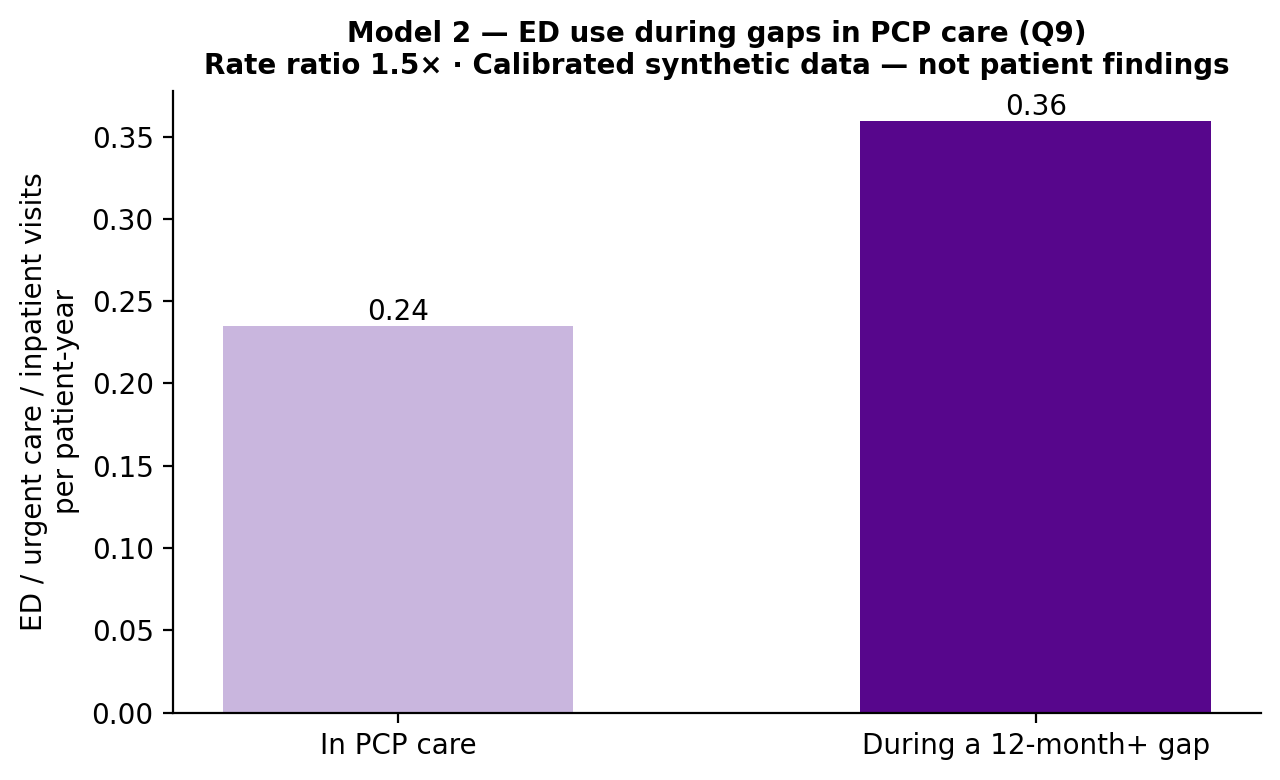 Model 2 — ED use during gaps in PCP care (Q9)
Rate ratio 1.5× · Calibrated synthetic data — not patient findings
ED / urgent care / inpatient visits
per patient-year
0.35
0.30
0.25
0.20
0.15
0.10
0.05
0.00
0.24
0.36
In PCP care
During a 12-month+ gap